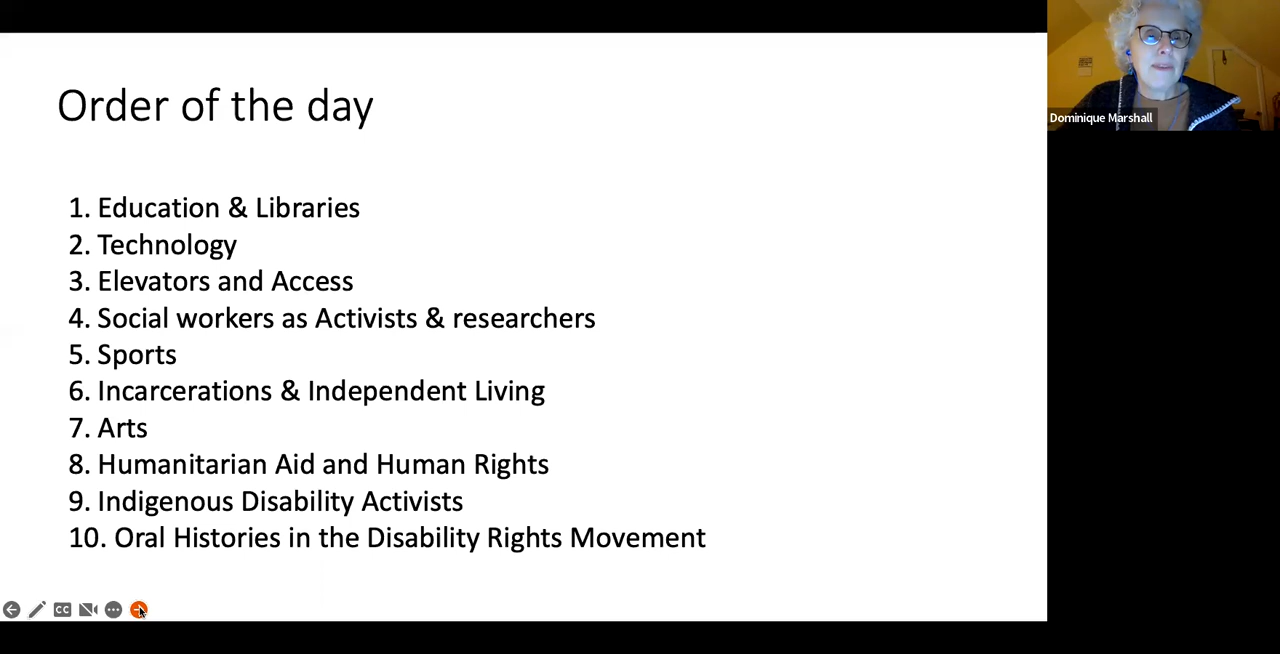 Order of the day
1. Education & Libraries
2. Technology
3. Elevators and Access
4. Social workers as Activists & researchers
5. Sports
6. Incarcerations & Independent Living
7. Arts
8. Humanitarian Aid and Human Rights
9. Indigenous Disability Activists
10. Oral Histories in the Disability Rights Movement
CC
Dominique Marshall